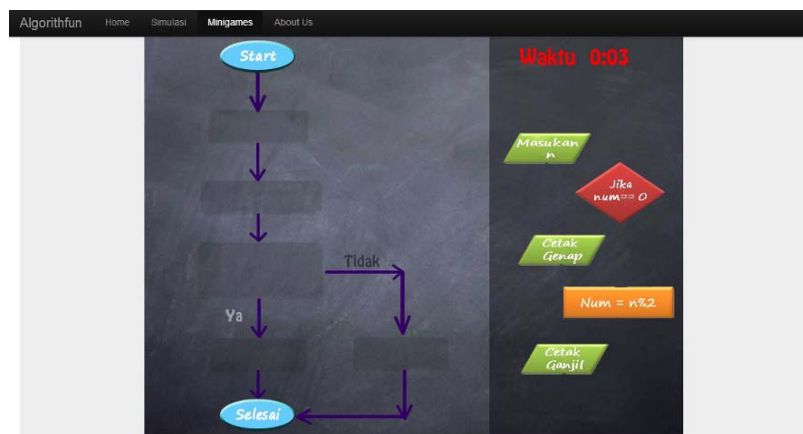 Algorithfun Home Simulasi Minigames About Us
Start
Waktu 0:03
Masukan
n
Jika
num== 0
Cetak
Genap
Tidak
Num = n%2
Ya
Cetak
Ganjil
Selesai